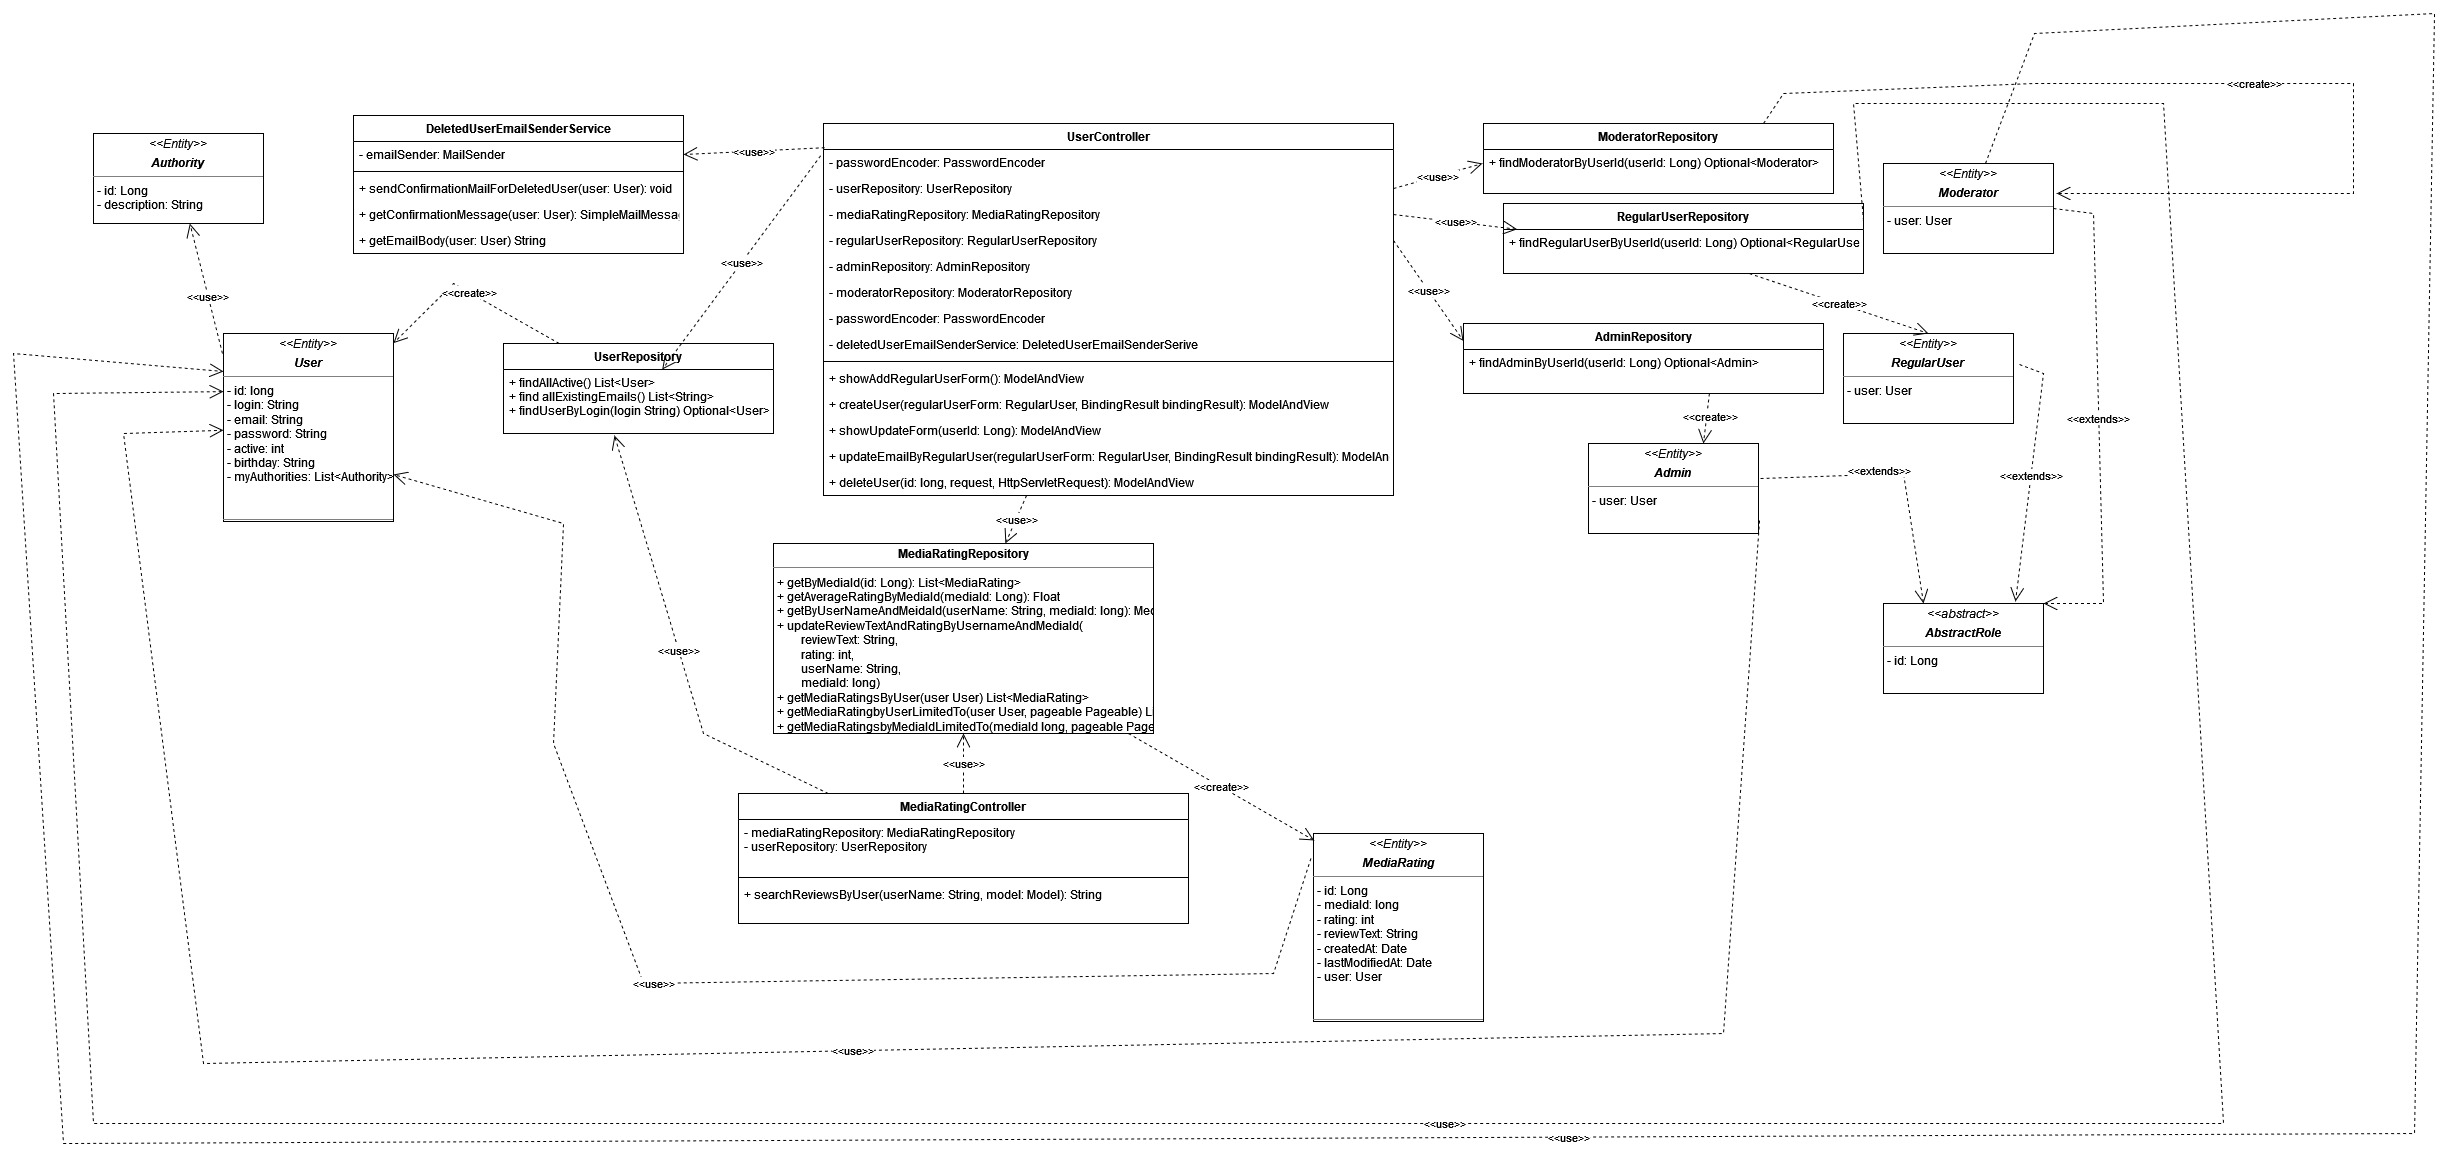 <<Entity>>
Authority
- id: Long
- description: String
DeletedUserEmailSenderService
- emailSender: MailSender
+ sendConfirmationMailForDeletedUser(user: User): void
+ getConfirmationMessage(user: User): SimpleMailMessa
+ getEmailBody(user: User) String
<<use>>
<<use>>
UserController
- passwordEncoder: PasswordEncoder
- userRepository: UserRepository
- mediaRatingRepository: MediaRatingRepository
- regularUserRepository: RegularUserRepository
- adminRepository: AdminRepository
- moderatorRepository: ModeratorRepository
- passwordEncoder: PasswordEncoder
- deletedUserEmailSenderService: DeletedUserEmailSenderSerive
+ showAddRegularUserForm(): ModelAndView
+ createUser(regularUserForm: RegularUser, BindingResult bindingResult): ModelAndView
+ showUpdateForm(userId: Long): ModelAndView
+ updateEmailByRegularUser(regularUserForm: RegularUser, BindingResult bindingResult): ModelAn
+ deleteUser(id: long, request, HttpServletRequest): ModelAndView
<<use>>
<<use>>
<<use>>
ModeratorRepository
+ findModeratorByUserId(userId: Long) Optional<Moderator>
<<create>>
RegularUserRepository
+ findRegularUserByUserId(userId: Long) Optional<RegularUse
<<create>>
<<Entity>>
Moderator
- user: User
AdminRepository
+ findAdminByUserId(userId: Long) Optional<Admin>
<<create>>
<<Entity>>
RegularUser
- user: User
<<Entity>>
Admin
- user: User
<<extends>>
<<extends>>
<<extends>>
<<abstract>>
AbstractRole
- id: Long
<<use>>
<<create>>
<<Entity>>
User
- id: long
- login: String
- email: String
- password: String
- active: int
- birthday: String
- myAuthorities: List<Authority>
UserRepository
+ findAllActive() List<User>
+ find allExistingEmails() List<String>
+ findUserByLogin(login String) Optional<User>
<<use>>
MediaRatingRepository
+ getByMediaId(id: Long): List<MediaRating>
+ getAverageRatingByMediaId(mediaId: Long): Float
+ getByUserNameAndMeidaId(userName: String, mediaId: long): Med
+ updateReviewTextAndRatingByUsernameAndMediaId(
reviewText: String,
rating: int,
userName: String,
mediaId: long)
+ getMediaRatingsByUser(user User) List<MediaRating>
+ getMediaRatingbyUserLimitedTo(user User, pageable Pageable) Li
+ getMediaRatingsbyMediaIdLimitedTo(mediaId long, pageable Page
<<use>>
<<use>>
<<create>>
MediaRatingController
- mediaRatingRepository: MediaRatingRepository
- userRepository: UserRepository
+ searchReviewsByUser(userName: String, model: Model): String
<<Entity>>
MediaRating
- id: Long
- mediaId: long
- rating: int
- reviewText: String
- createdAt: Date
- lastModifiedAt: Date
- user: User
<<use>>
<<use>>
<<use>>
<<use>>